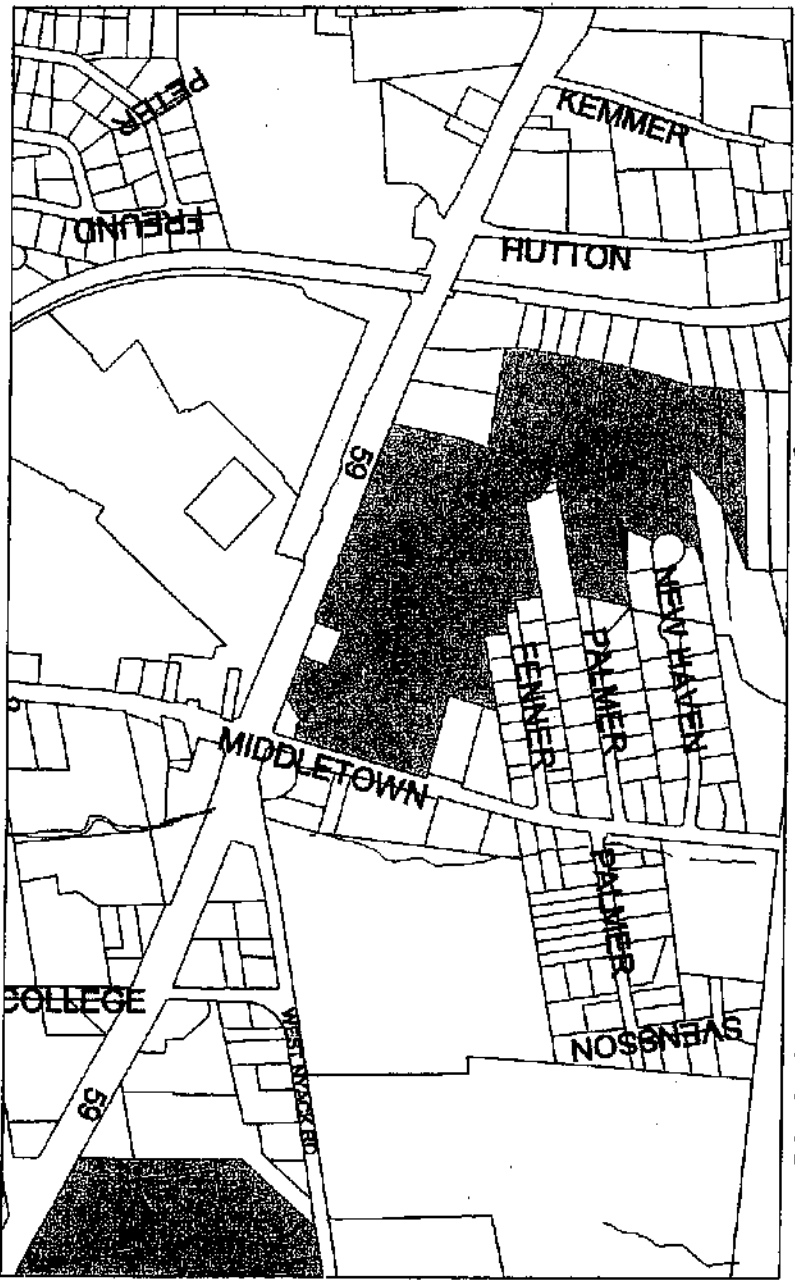 PETER
KEMMER
FREUND
HUTTON
59
NEW HAVEN
PALMER
FENNER
MIDDLETOWN
PALMER
COLLEGE
WEST NYACK RD
SVENSSON
59